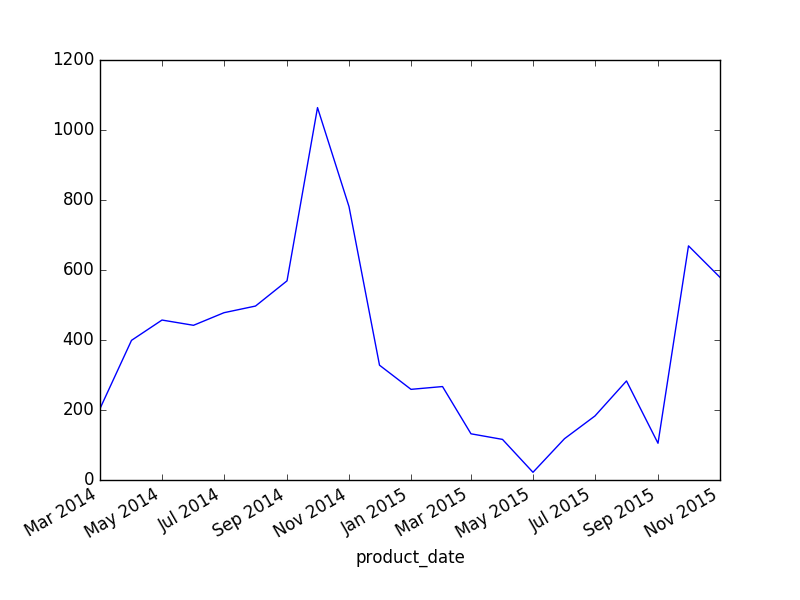 1200
1000
800
600
400
200
0
Mar 2014
May 2014
Jul 2014
Sep 2014
Nov 2014
Jan 2015
Mar 2015
May 2015
Jul 2015
Sep 2015
Nov 2015
product_date